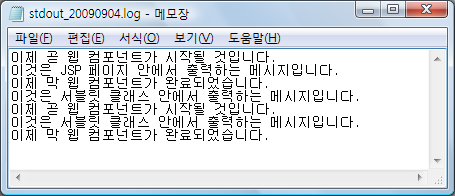 stdout_20090904.log - 메모장
파일(F) 편집(E) 서식(O) 보기(V) 도움말(H)
이제 곧 웹 컴포넌트가 시작될 것입니다.
이것은 JSP 페이지 안에서 출력하는 메시지입니다.
이제 막 웹 컴포넌트가 완료되었습니다.
이것은 서블릿 클래스 안에서 출력하는 메시지입니다.
이제 곧 웹 컴포넌트가 시작될 것입니다.
이것은 서블릿 클래스 안에서 출력하는 메시지입니다.
이제 막 웹 컴포넌트가 완료되었습니다.